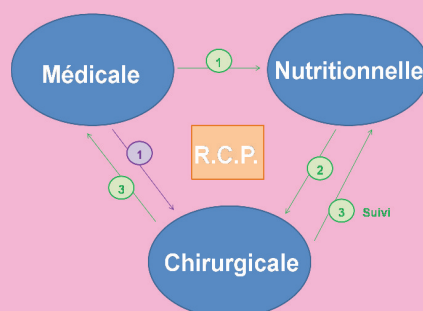 Médicale
1
Nutritionnelle
1
R.C.P.
2
3
3 Suivi
Chirurgicale